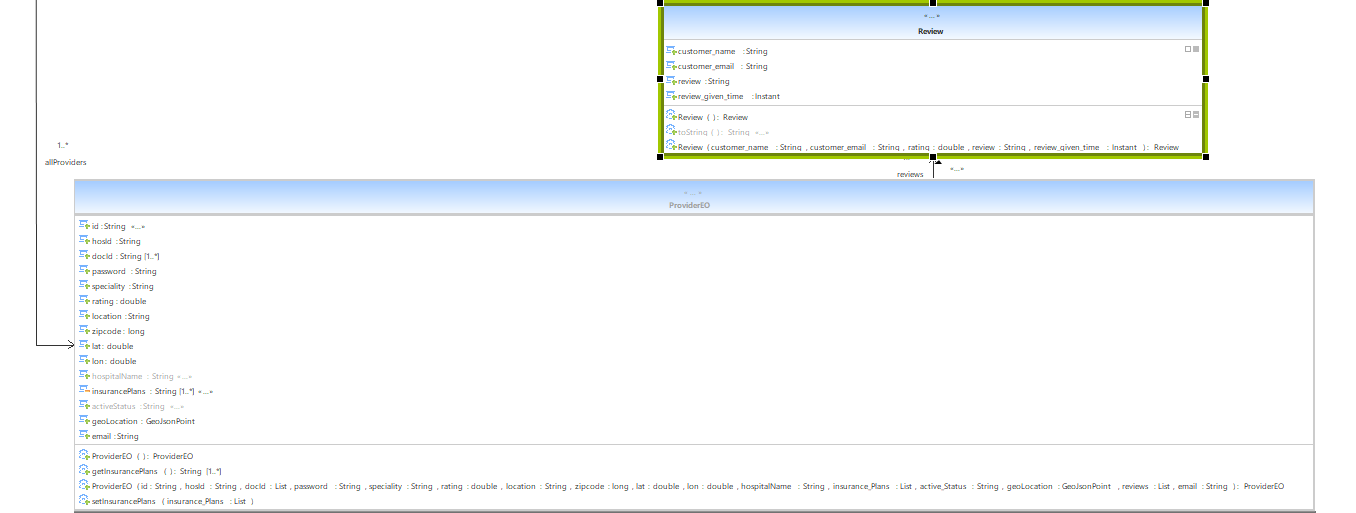 «...»
Review
customer_name : String
customer_email : String
review : String
review_given_time : Instant
Review ( ) : Review
toString ( ) : String «...»
Review ( customer_name : String , customer_email : String , rating : double , review : String , review_given_time : Instant ) : Review
1..*
allProviders
reviews
«...»
«...»
ProviderEO
id : String «...»
hosId : String
docId : String [1..*]
password : String
speciality : String
rating : double
location : String
zipcode : long
lat : double
lon : double
hospitalName : String «...»
insurancePlans : String [1..*] «...»
activeStatus : String «...»
geoLocation : GeoJsonPoint
email : String
ProviderEO ( ) : ProviderEO
getInsurancePlans ( ) : String [1..*]
ProviderEO ( id : String , hosId : String , docId : List , password : String , speciality : String , rating : double , location : String , zipcode : long , lat : double , lon : double , hospitalName : String , insurance_Plans : List , active_Status : String , geoLocation : GeoJsonPoint , reviews : List , email : String ) : ProviderEO
setInsurancePlans ( insurance_Plans : List )